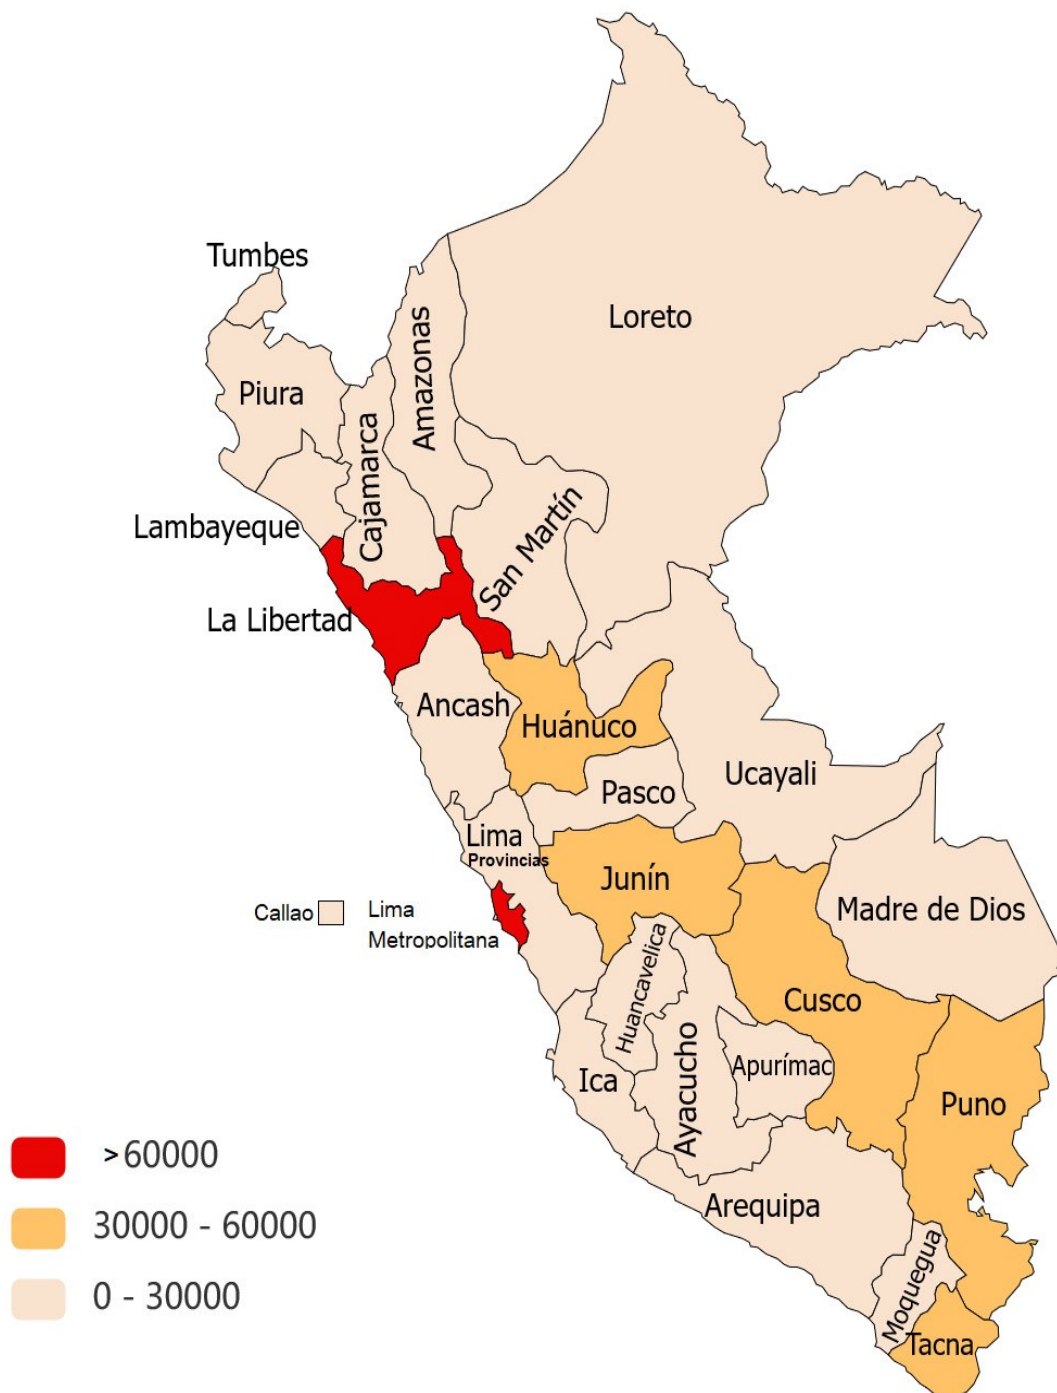 Tumbes
Loreto
Amazonas
Piura
Cajamarca
Lambayeque
San Martín
La Libertad
Ancash
Huánuco
Ucayali
Pasco
Lima
Provincias
Junín
Callao
Lima
Metropolitana
Madre de Dios
Huancavelica
Cusco
Ayacucho
Apurímac
Ica
Puno
Arequipa
Moquegua
Tacna
>60000
30000 - 60000
0 - 30000